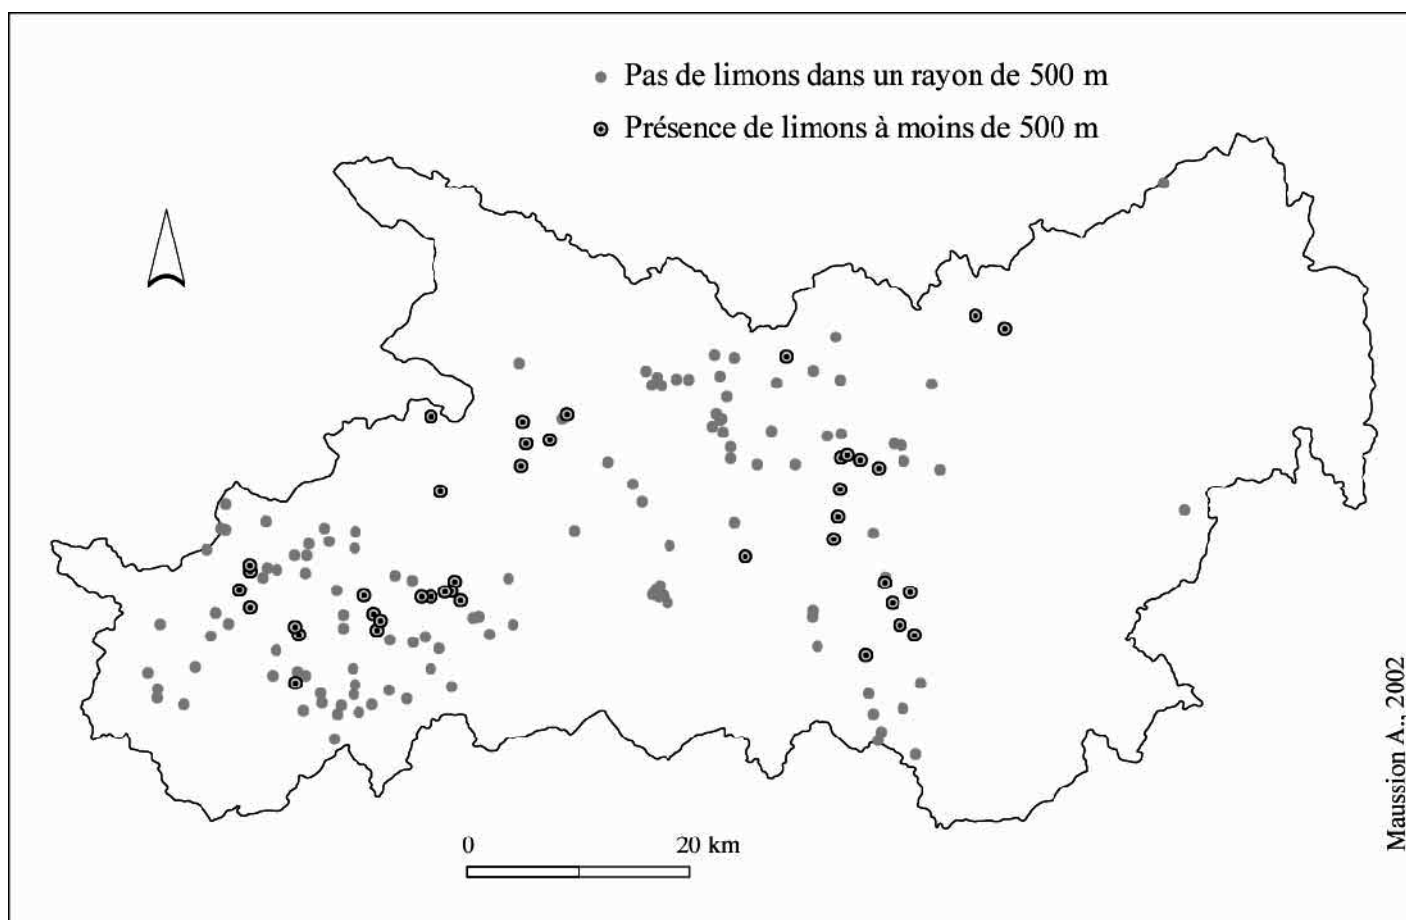 Pas de limons dans un rayon de 500 m
Présence de limons à moins de 500 m
0 20 km
Maussion A., 2002